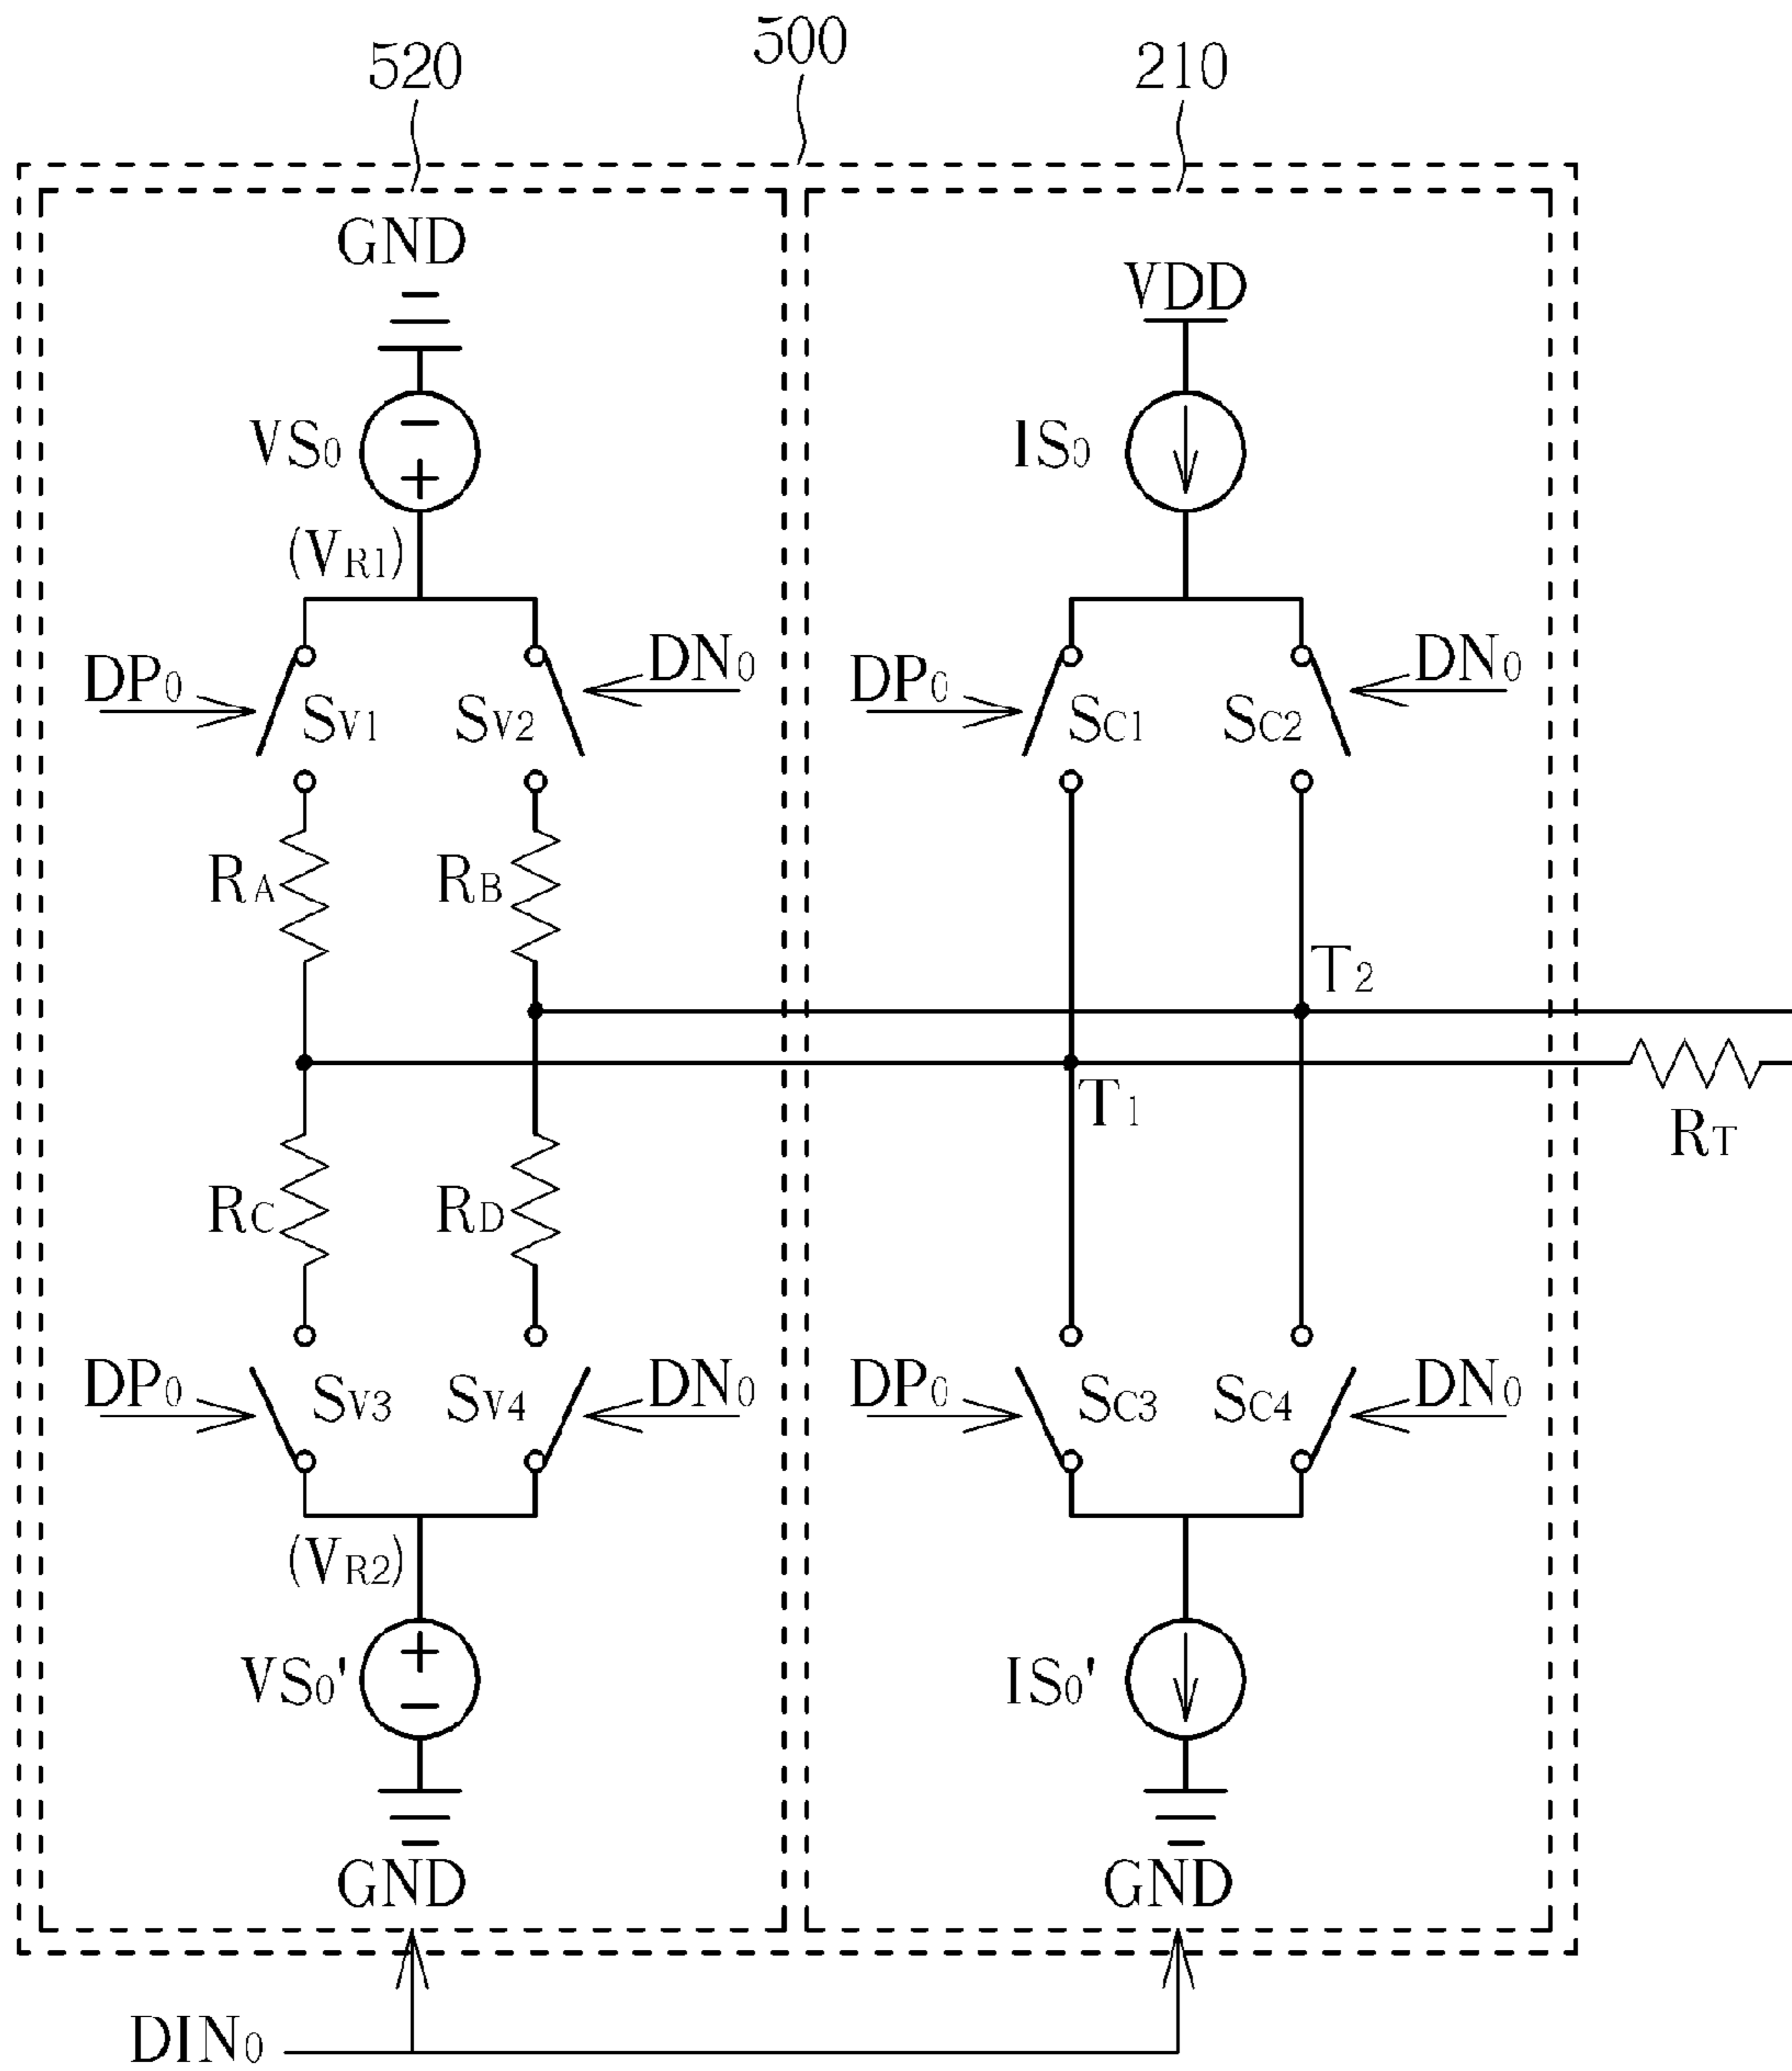 520
500
210
GND
VDD
VS0
IS0
(VR1)
DP0
SV1
SV2
DN0
DP0
SC1
SC2
DN0
RA
RB
T2
T1
RT
RC
RD
DP0
SV3
SV4
DN0
DP0
SC3
SC4
DN0
(VR2)
VS0'
IS0'
GND
GND
DIN0